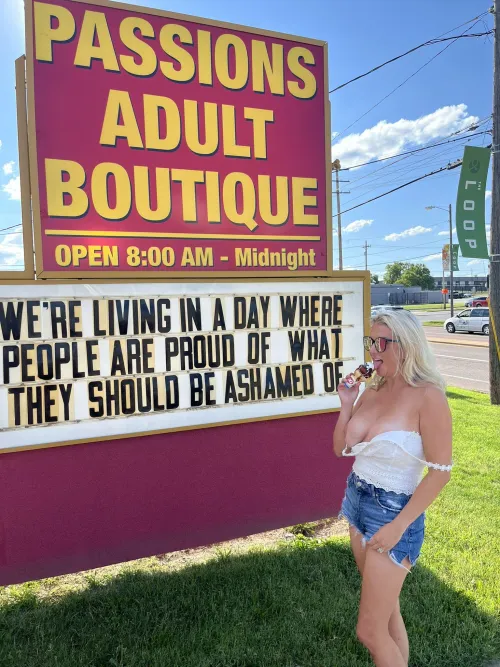 PASSIONS
ADULT
BOUTIQUE
OPEN 8:00 AM - Midnight
WE'RE LIVING IN A DAY WHERE
PEOPLE ARE PROUD OF WHAT
THEY SHOULD BE ASHAMED OF
THE
LOOP